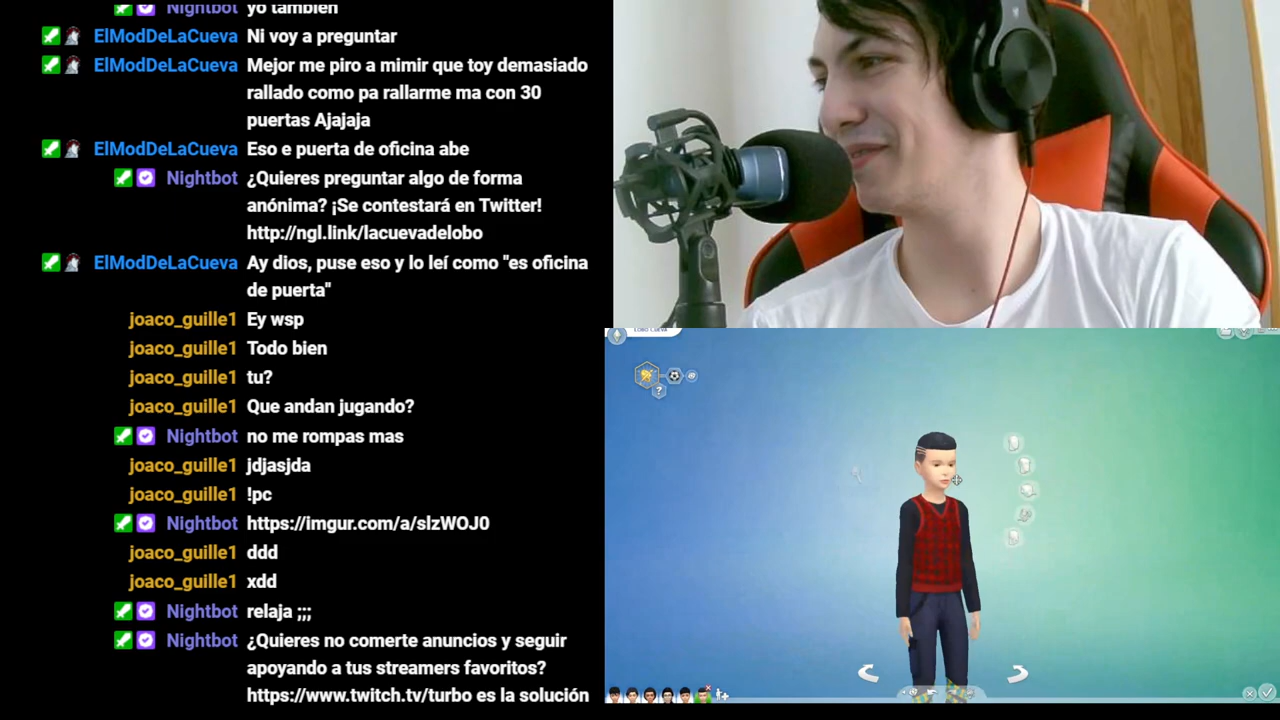 Nightbot yo también
ElModDeLaCueva Ni voy a preguntar
ElModDeLaCueva Mejor me piro a mimir que toy demasiado
rallado como pa rallarme ma con 30
puertas Ajajaja
ElModDeLaCueva Eso e puerta de oficina abe
Nightbot ¿Quieres preguntar algo de forma
anónima? ¡Se contestará en Twitter!
http://ngl.link/lacuevadelobo
ElModDeLaCueva Ay dios, puse eso y lo leí como "es oficina
de puerta"
joaco_guille1 Ey wsp
joaco_guille1 Todo bien
joaco_guille1 tu?
joaco_guille1 Que andan jugando?
Nightbot no me rompas mas
joaco_guille1 jdjasjda
joaco_guille1 !pc
Nightbot https://imgur.com/a/slzWOJ0
joaco_guille1 ddd
joaco_guille1 xdd
Nightbot relaja ;;;
Nightbot ¿Quieres no comerte anuncios y seguir
apoyando a tus streamers favoritos?
https://www.twitch.tv/turbo es la solución